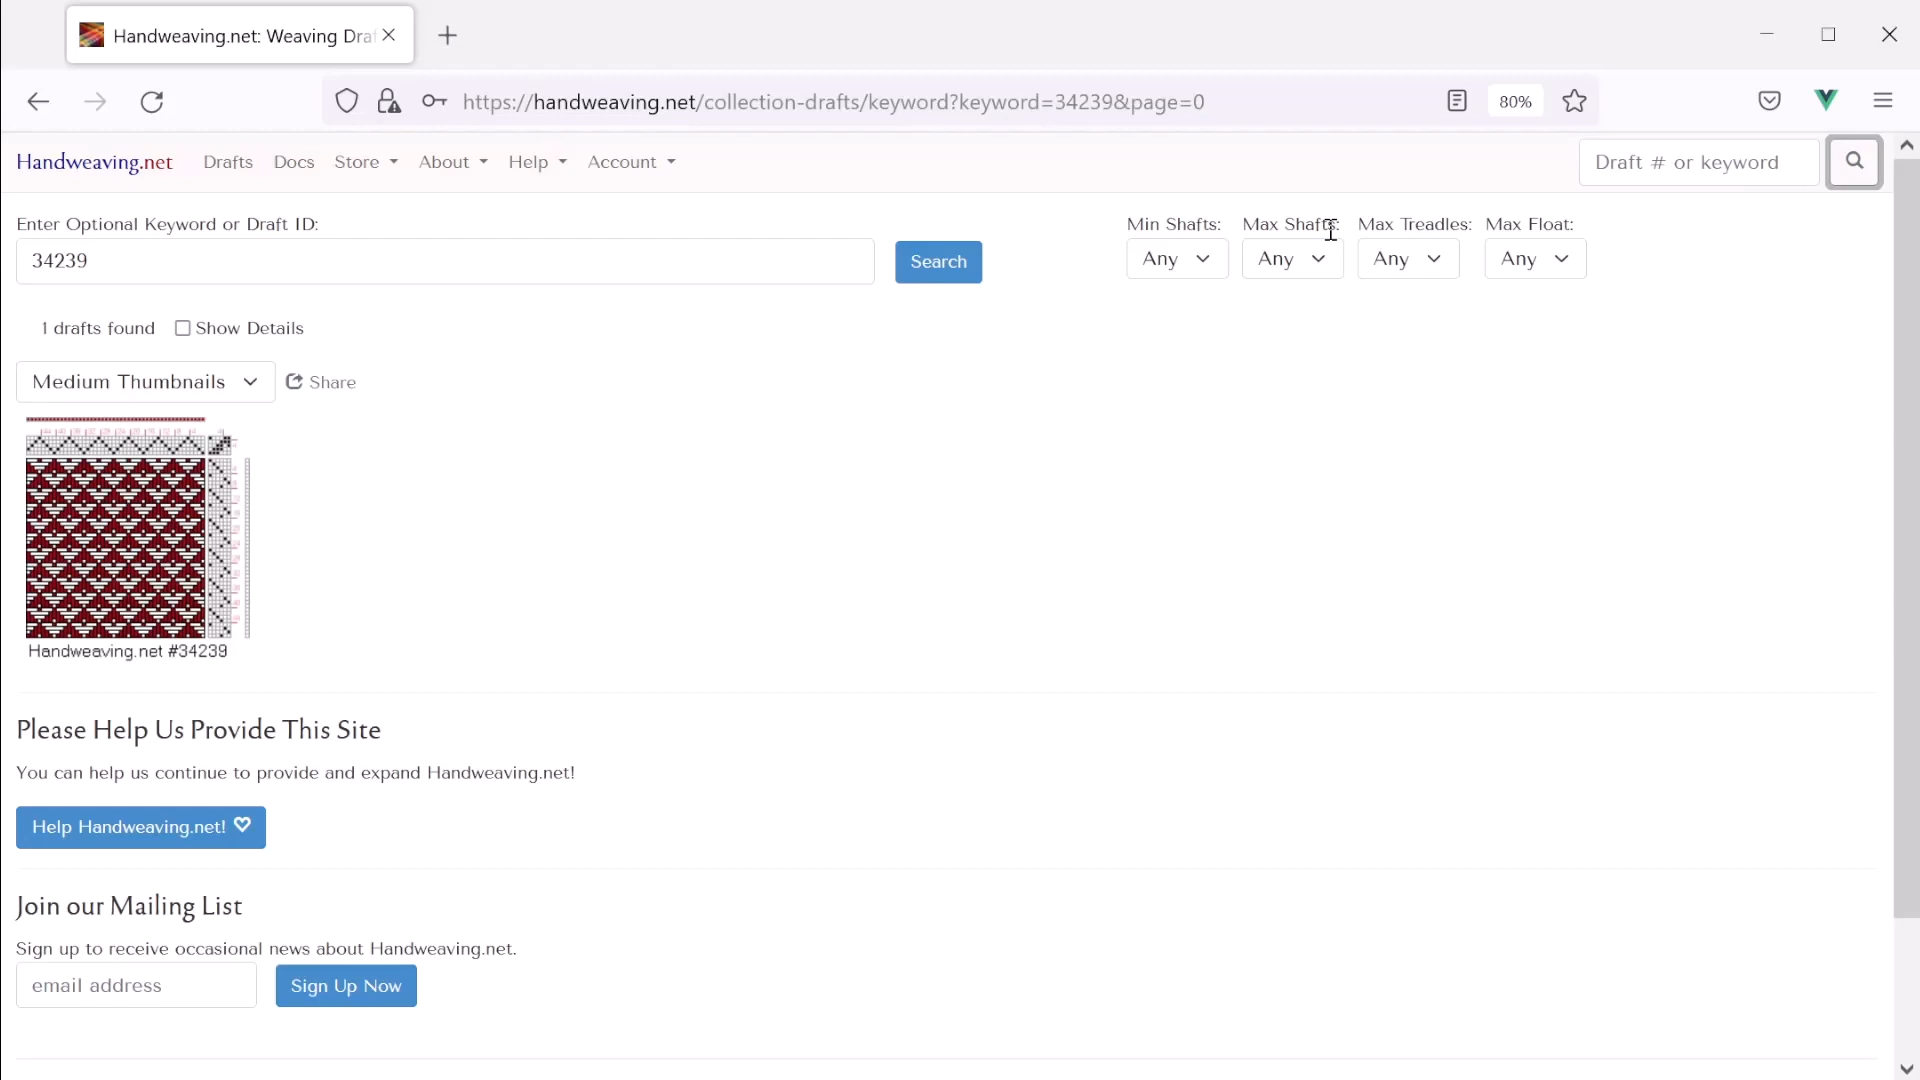 Handweaving.net: Weaving Dra
https://handweaving.net/collection-drafts/keyword?keyword=34239&page=0
80%
Handweaving.net Drafts Docs Store About Help Account Draft # or keyword
Enter Optional Keyword or Draft ID: Min Shafts: Max Shafts: Max Treadles: Max Float:
34239 Search Any Any Any Any
1 drafts found Show Details
Medium Thumbnails Share
Handweaving.net #34239
Please Help Us Provide This Site
You can help us continue to provide and expand Handweaving.net!
Help Handweaving.net!
Join our Mailing List
Sign up to receive occasional news about Handweaving.net.
email address Sign Up Now